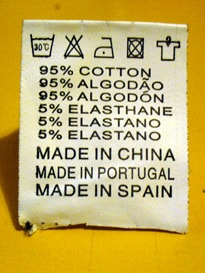 30°C
95% COTTON
95% ALGODÃO
95% ALGODÓN
5% ELASTHANE
5% ELASTANO
5% ELASTANO
MADE IN CHINA
MADE IN PORTUGAL
MADE IN SPAIN